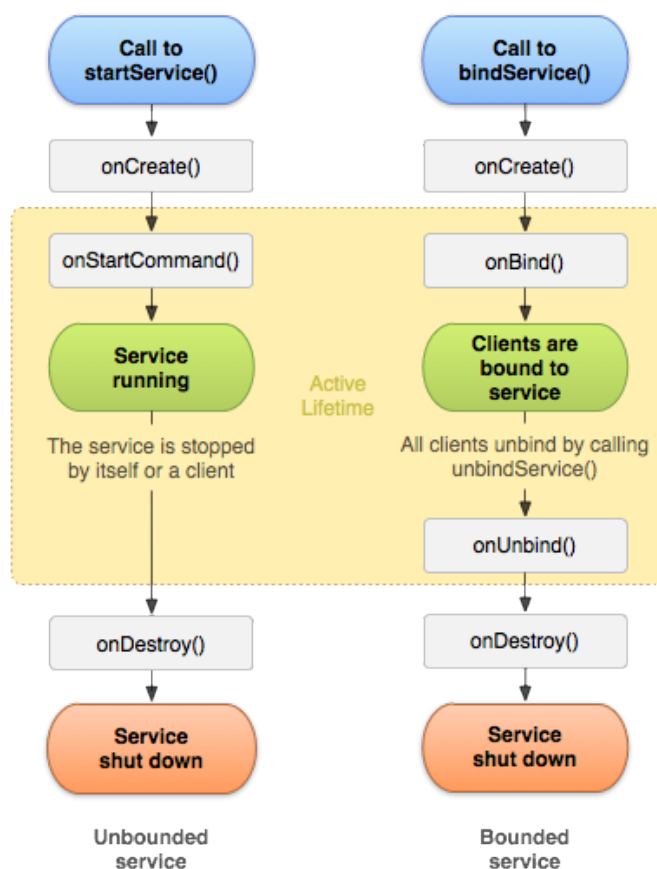 Call to
startService()
onCreate()
onStartCommand()
Service
running
The service is stopped
by itself or a client
onDestroy()
Service
shut down
Unbounded
service
Active
Lifetime
Call to
bindService()
onCreate()
onBind()
Clients are
bound to
service
All clients unbind by calling
unbindService()
onUnbind()
onDestroy()
Service
shut down
Bounded
service